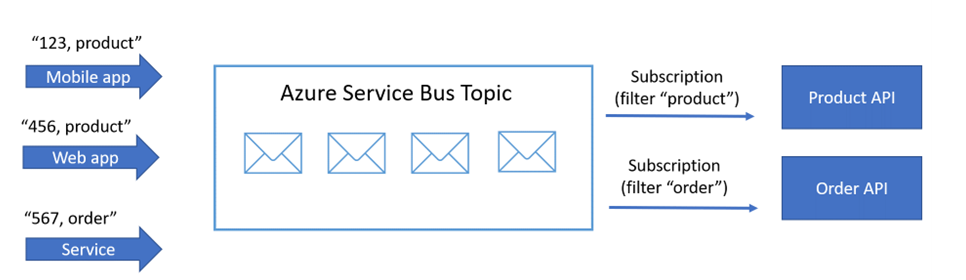 “123, product”
Mobile app
“456, product”
Web app
“567, order”
Service
Azure Service Bus Topic
Subscription
(filter “product”)
Subscription
(filter “order”)
Product API
Order API